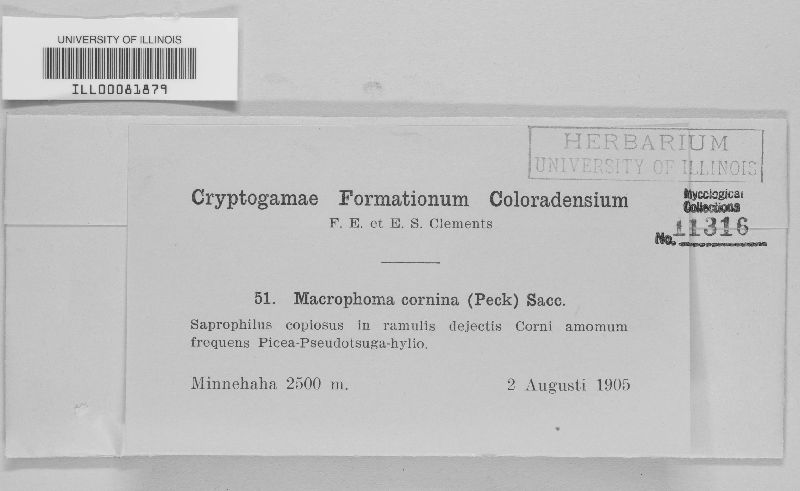 UNIVERSITY OF ILLINOIS
ILL00081879
HERBARIUM
UNIVERSITY OF ILLINOIS
Cryptogamae Formationum Coloradensium
Mycological
Collections
F. E. et E. S. Clements
No. 11316
51. Macrophoma cornina (Peck) Sacc.
Saprophilus copiosus in ramulis dejectis Corni amomum
frequens Picea-Pseudotsuga-hylio.
Minnehaha 2500 m. 2 Augusti 1905